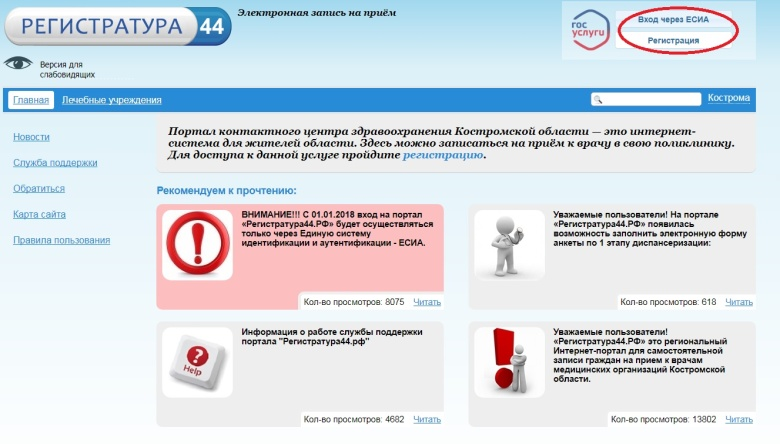 РЕГИСТРАТУРА 44
Электронная запись на приём
гос
услуги
Вход через ЕСИА
Регистрация
Версия для
слабовидящих
Главная
Лечебные учреждения
Кострома
Новости
Служба поддержки
Обратиться
Карта сайта
Правила пользования
Портал контактного центра здравоохранения Костромской области — это интернет-
система для жителей области. Здесь можно записаться на приём к врачу в свою поликлинику.
Для доступа к данной услуге пройдите регистрацию.
Рекомендуем к прочтению:
ВНИМАНИЕ!!! С 01.01.2018 вход на портал
«Регистратура44.РФ» будет осуществляться
только через Единую систему
идентификации и аутентификации - ЕСИА.
Кол-во просмотров: 8075 Читать
Уважаемые пользователи! На портале
«Регистратура44.РФ» появилась
возможность заполнить электронную форму
анкеты по 1 этапу диспансеризации:
Кол-во просмотров: 618 Читать
Help
Информация о работе службы поддержки
портала "Регистратура44.рф"
Кол-во просмотров: 4682 Читать
Уважаемые пользователи!
«Регистратура44.РФ» это региональный
Интернет-портал для самостоятельной
записи граждан на прием к врачам
медицинских организаций Костромской
области.
Кол-во просмотров: 13802 Читать